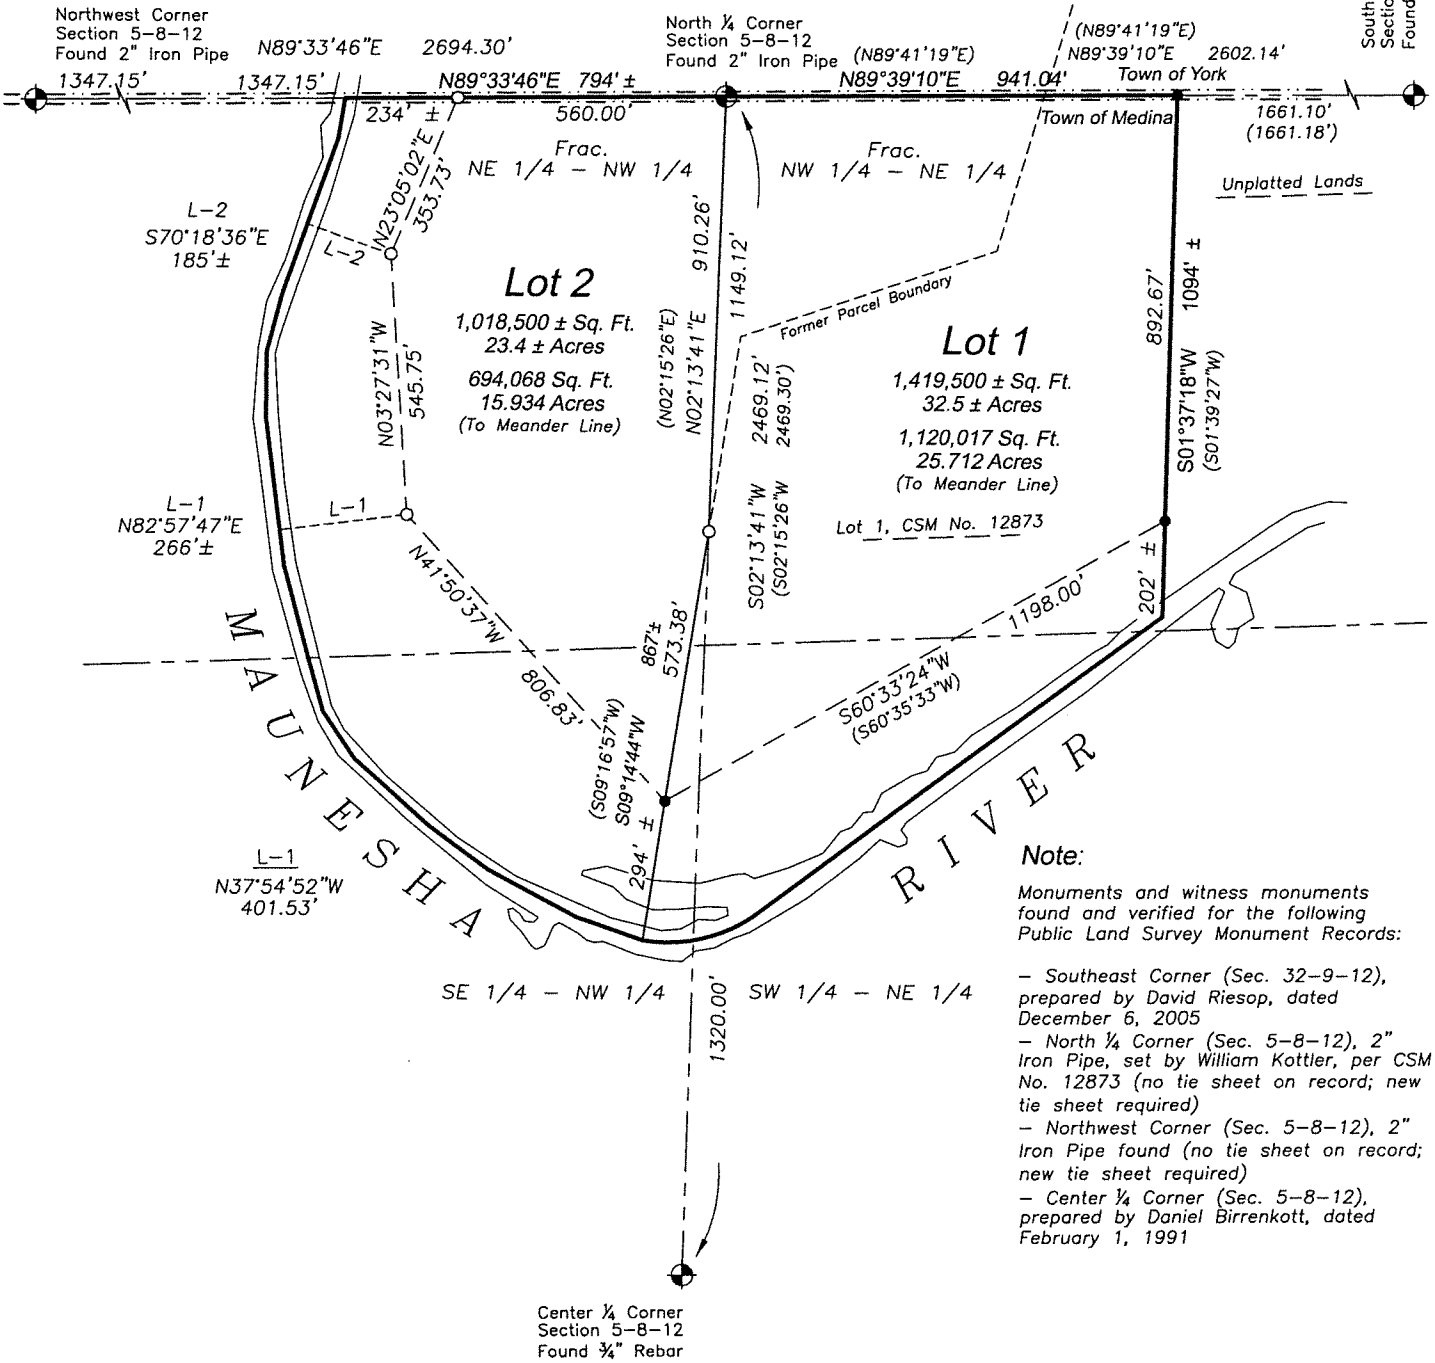 Northwest Corner
Section 5-8-12
Found 2" Iron Pipe
N89°33'46"E 2694.30'
1347.15'
1347.15'
N89°33'46"E 794' ±
234' ±
560.00'
North ¼ Corner
Section 5-8-12
Found 2" Iron Pipe
(N89°41'19"E)
N89°39'10"E 941.04'
(N89°41'19"E)
N89°39'10"E 2602.14'
Town of York
Town of Medina
1661.10'
(1661.18')
South
Sectio
Found
Frac.
NE 1/4 - NW 1/4
Frac.
NW 1/4 - NE 1/4
Unplatted Lands
L-2
S70°18'36"E
185'±
L-2
N23°05'02"E
353.73'
Lot 2
1,018,500 ± Sq. Ft.
23.4 ± Acres
694,068 Sq. Ft.
15.934 Acres
(To Meander Line)
910.26'
1149.12'
(N02°15'26"E)
N02°13'41"E
Former Parcel Boundary
Lot 1
1,419,500 ± Sq. Ft.
32.5 ± Acres
1,120,017 Sq. Ft.
25.712 Acres
(To Meander Line)
Lot 1, CSM No. 12873
892.67'
1094' ±
S01°37'18"W
(S01°39'27"W)
N03°27'31"W
545.75'
S02°13'41"W 2469.12'
(S02°15'26"W 2469.30')
L-1
N82°57'47"E
266'±
L-1
N41°50'37"W
806.83'
867'±
573.38'
(S09°16'57"W)
S09°14'44"W
294' ±
1198.00'
S60°33'24"W
(S60°35'33"W)
202' ±
MAUNESHA
RIVER
L-1
N37°54'52"W
401.53'
SE 1/4 - NW 1/4
SW 1/4 - NE 1/4
1320.00'
Note:
Monuments and witness monuments
found and verified for the following
Public Land Survey Monument Records:
- Southeast Corner (Sec. 32-9-12),
prepared by David Riesop, dated
December 6, 2005
- North ¼ Corner (Sec. 5-8-12), 2"
Iron Pipe, set by William Kottler, per CSM
No. 12873 (no tie sheet on record; new
tie sheet required)
- Northwest Corner (Sec. 5-8-12), 2"
Iron Pipe found (no tie sheet on record;
new tie sheet required)
- Center ¼ Corner (Sec. 5-8-12),
prepared by Daniel Birrenkott, dated
February 1, 1991
Center ¼ Corner
Section 5-8-12
Found ¾" Rebar